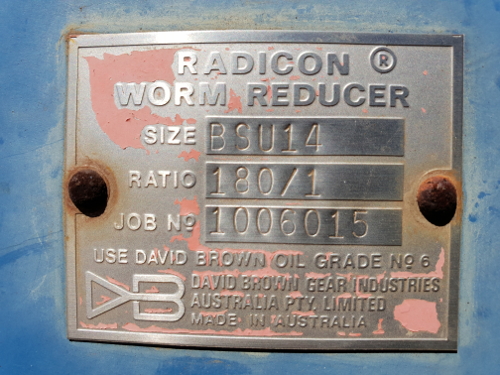 RADICON ®
WORM REDUCER
SIZE BSU14
RATIO 180/1
JOB Nº 1006015
USE DAVID BROWN OIL GRADE Nº 6
DB DAVID BROWN GEAR INDUSTRIES
AUSTRALIA PTY. LIMITED
MADE IN AUSTRALIA